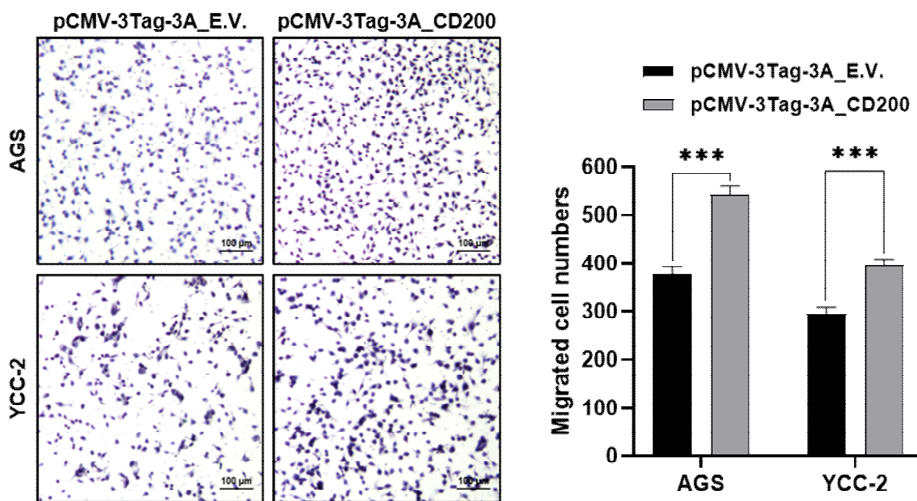 pCMV-3Tag-3A_E.V. pCMV-3Tag-3A_CD200
AGS
100 μm
100 μm
YCC-2
100 μm
100 μm
pCMV-3Tag-3A_E.V.
pCMV-3Tag-3A_CD200
*** ***
Migrated cell numbers
600
500
400
300
200
100
0
AGS YCC-2